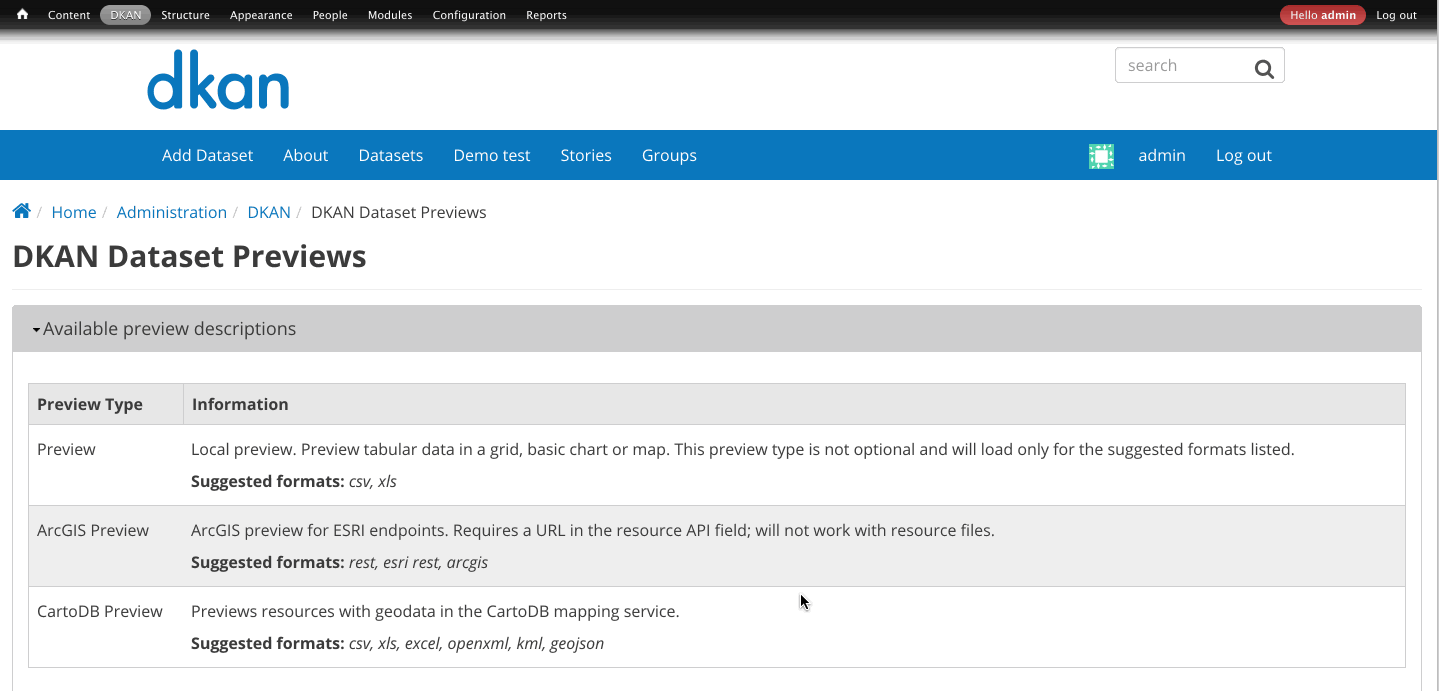 Content DKAN Structure Appearance People Modules Configuration Reports Hello admin Log out
dkan
search
Add Dataset About Datasets Demo test Stories Groups admin Log out
/ Home / Administration / DKAN / DKAN Dataset Previews
DKAN Dataset Previews
Available preview descriptions
Preview Type Information
Preview Local preview. Preview tabular data in a grid, basic chart or map. This preview type is not optional and will load only for the suggested formats listed.
Suggested formats: csv, xls
ArcGIS Preview ArcGIS preview for ESRI endpoints. Requires a URL in the resource API field; will not work with resource files.
Suggested formats: rest, esri rest, arcgis
CartoDB Preview Previews resources with geodata in the CartoDB mapping service.
Suggested formats: csv, xls, excel, openxml, kml, geojson